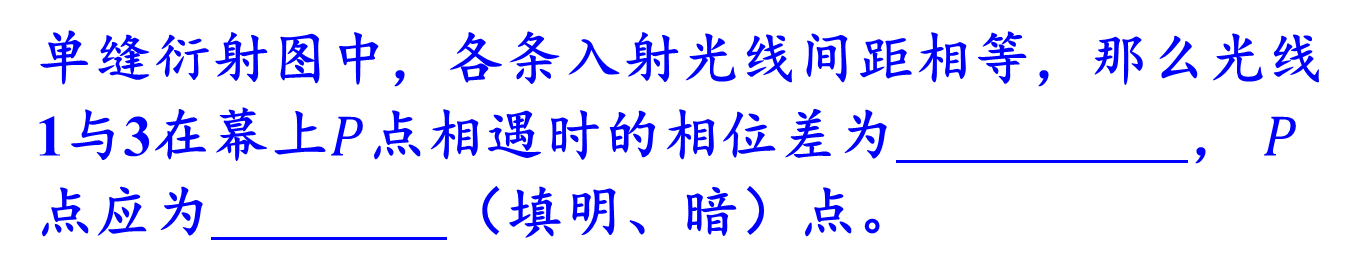 单缝衍射图中，各条入射光线间距相等，那么光线
1与3在幕上P点相遇时的相位差为__________， P
点应为________ （填明、暗）点。